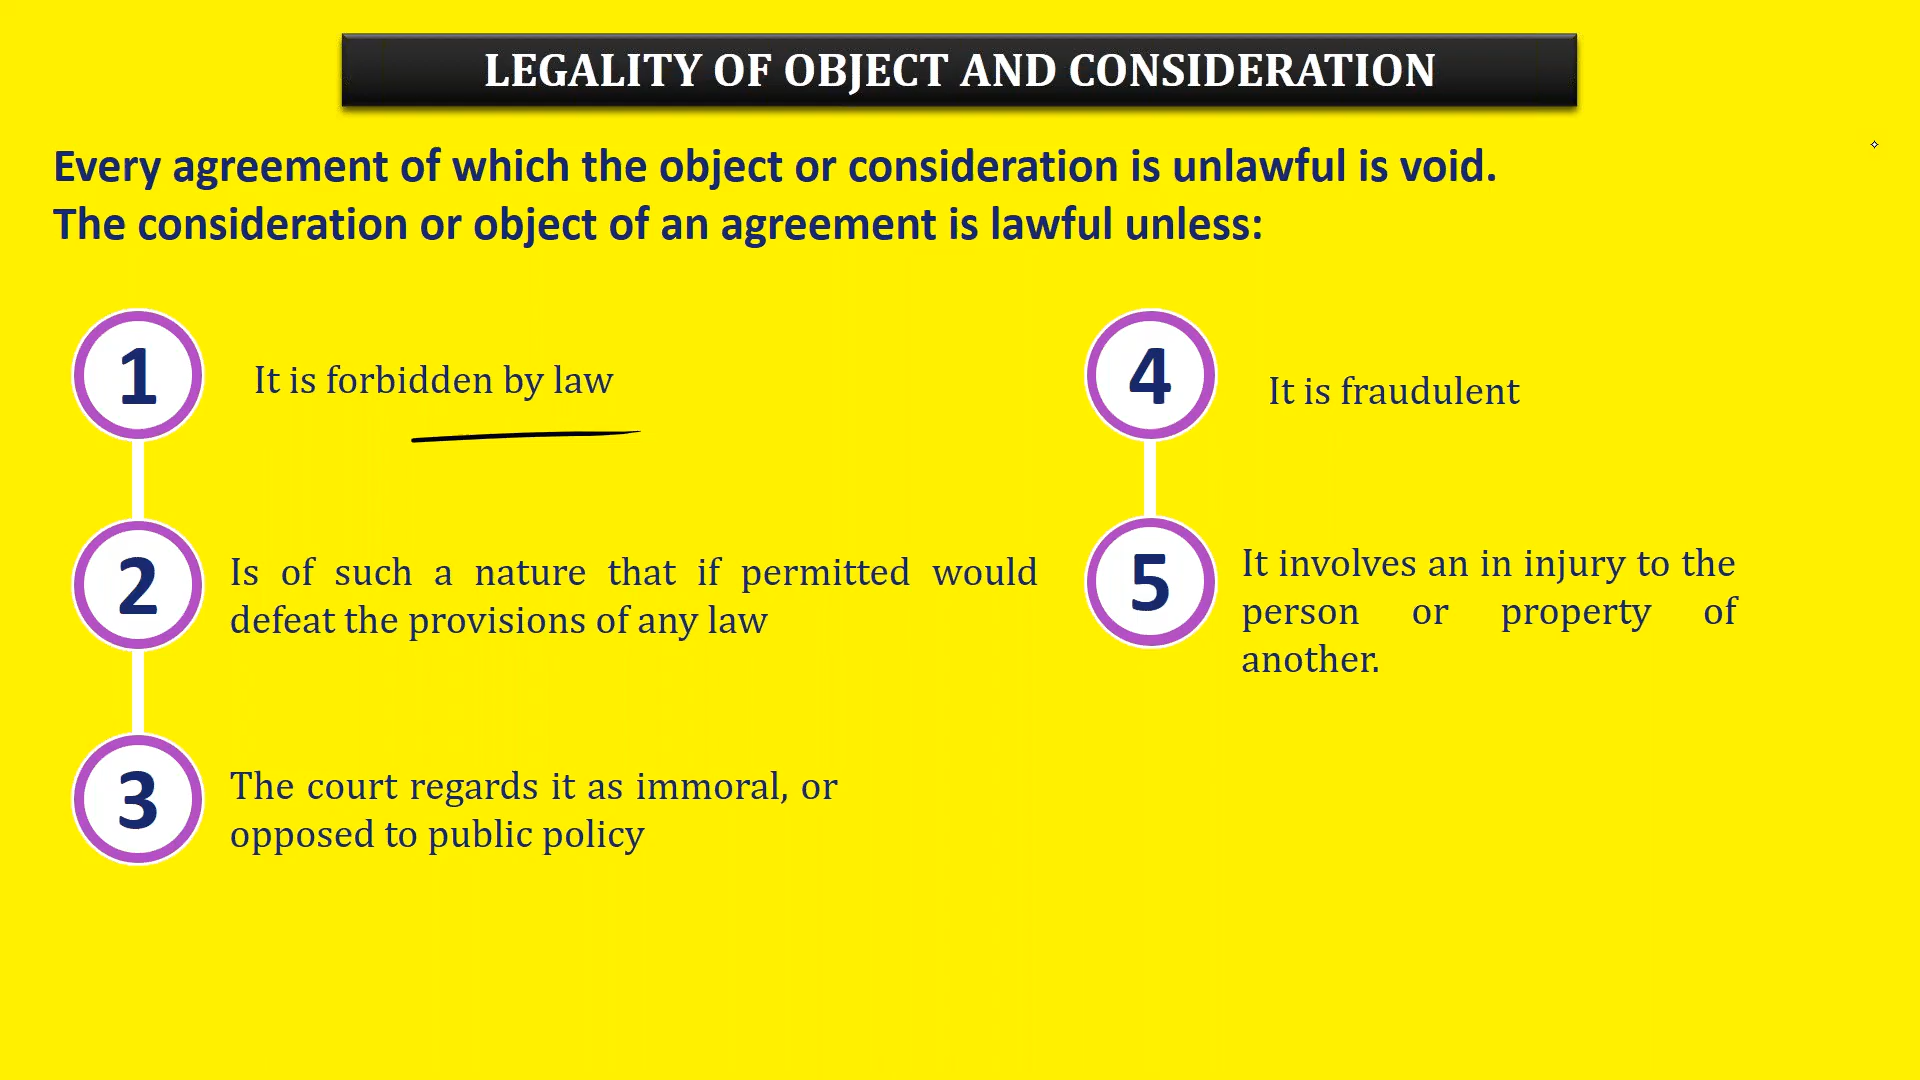 LEGALITY OF OBJECT AND CONSIDERATION
Every agreement of which the object or consideration is unlawful is void.
The consideration or object of an agreement is lawful unless:
1
It is forbidden by law
2
Is of such a nature that if permitted would
defeat the provisions of any law
3
The court regards it as immoral, or
opposed to public policy
4
It is fraudulent
5
It involves an in injury to the
person or property of
another.